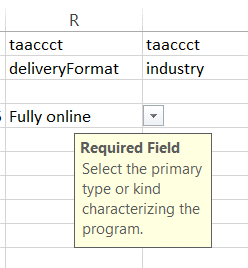 R
taaccct taaccct
deliveryFormat industry
Fully online
Required Field
Select the primary
type or kind
characterizing the
program.